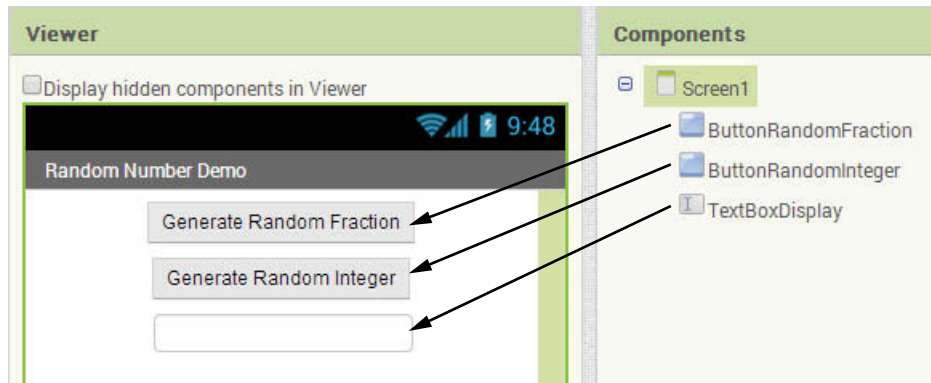 Viewer
Display hidden components in Viewer
9:48
Random Number Demo
Generate Random Fraction
Generate Random Integer
Components
Screen1
ButtonRandomFraction
ButtonRandomInteger
TextBoxDisplay